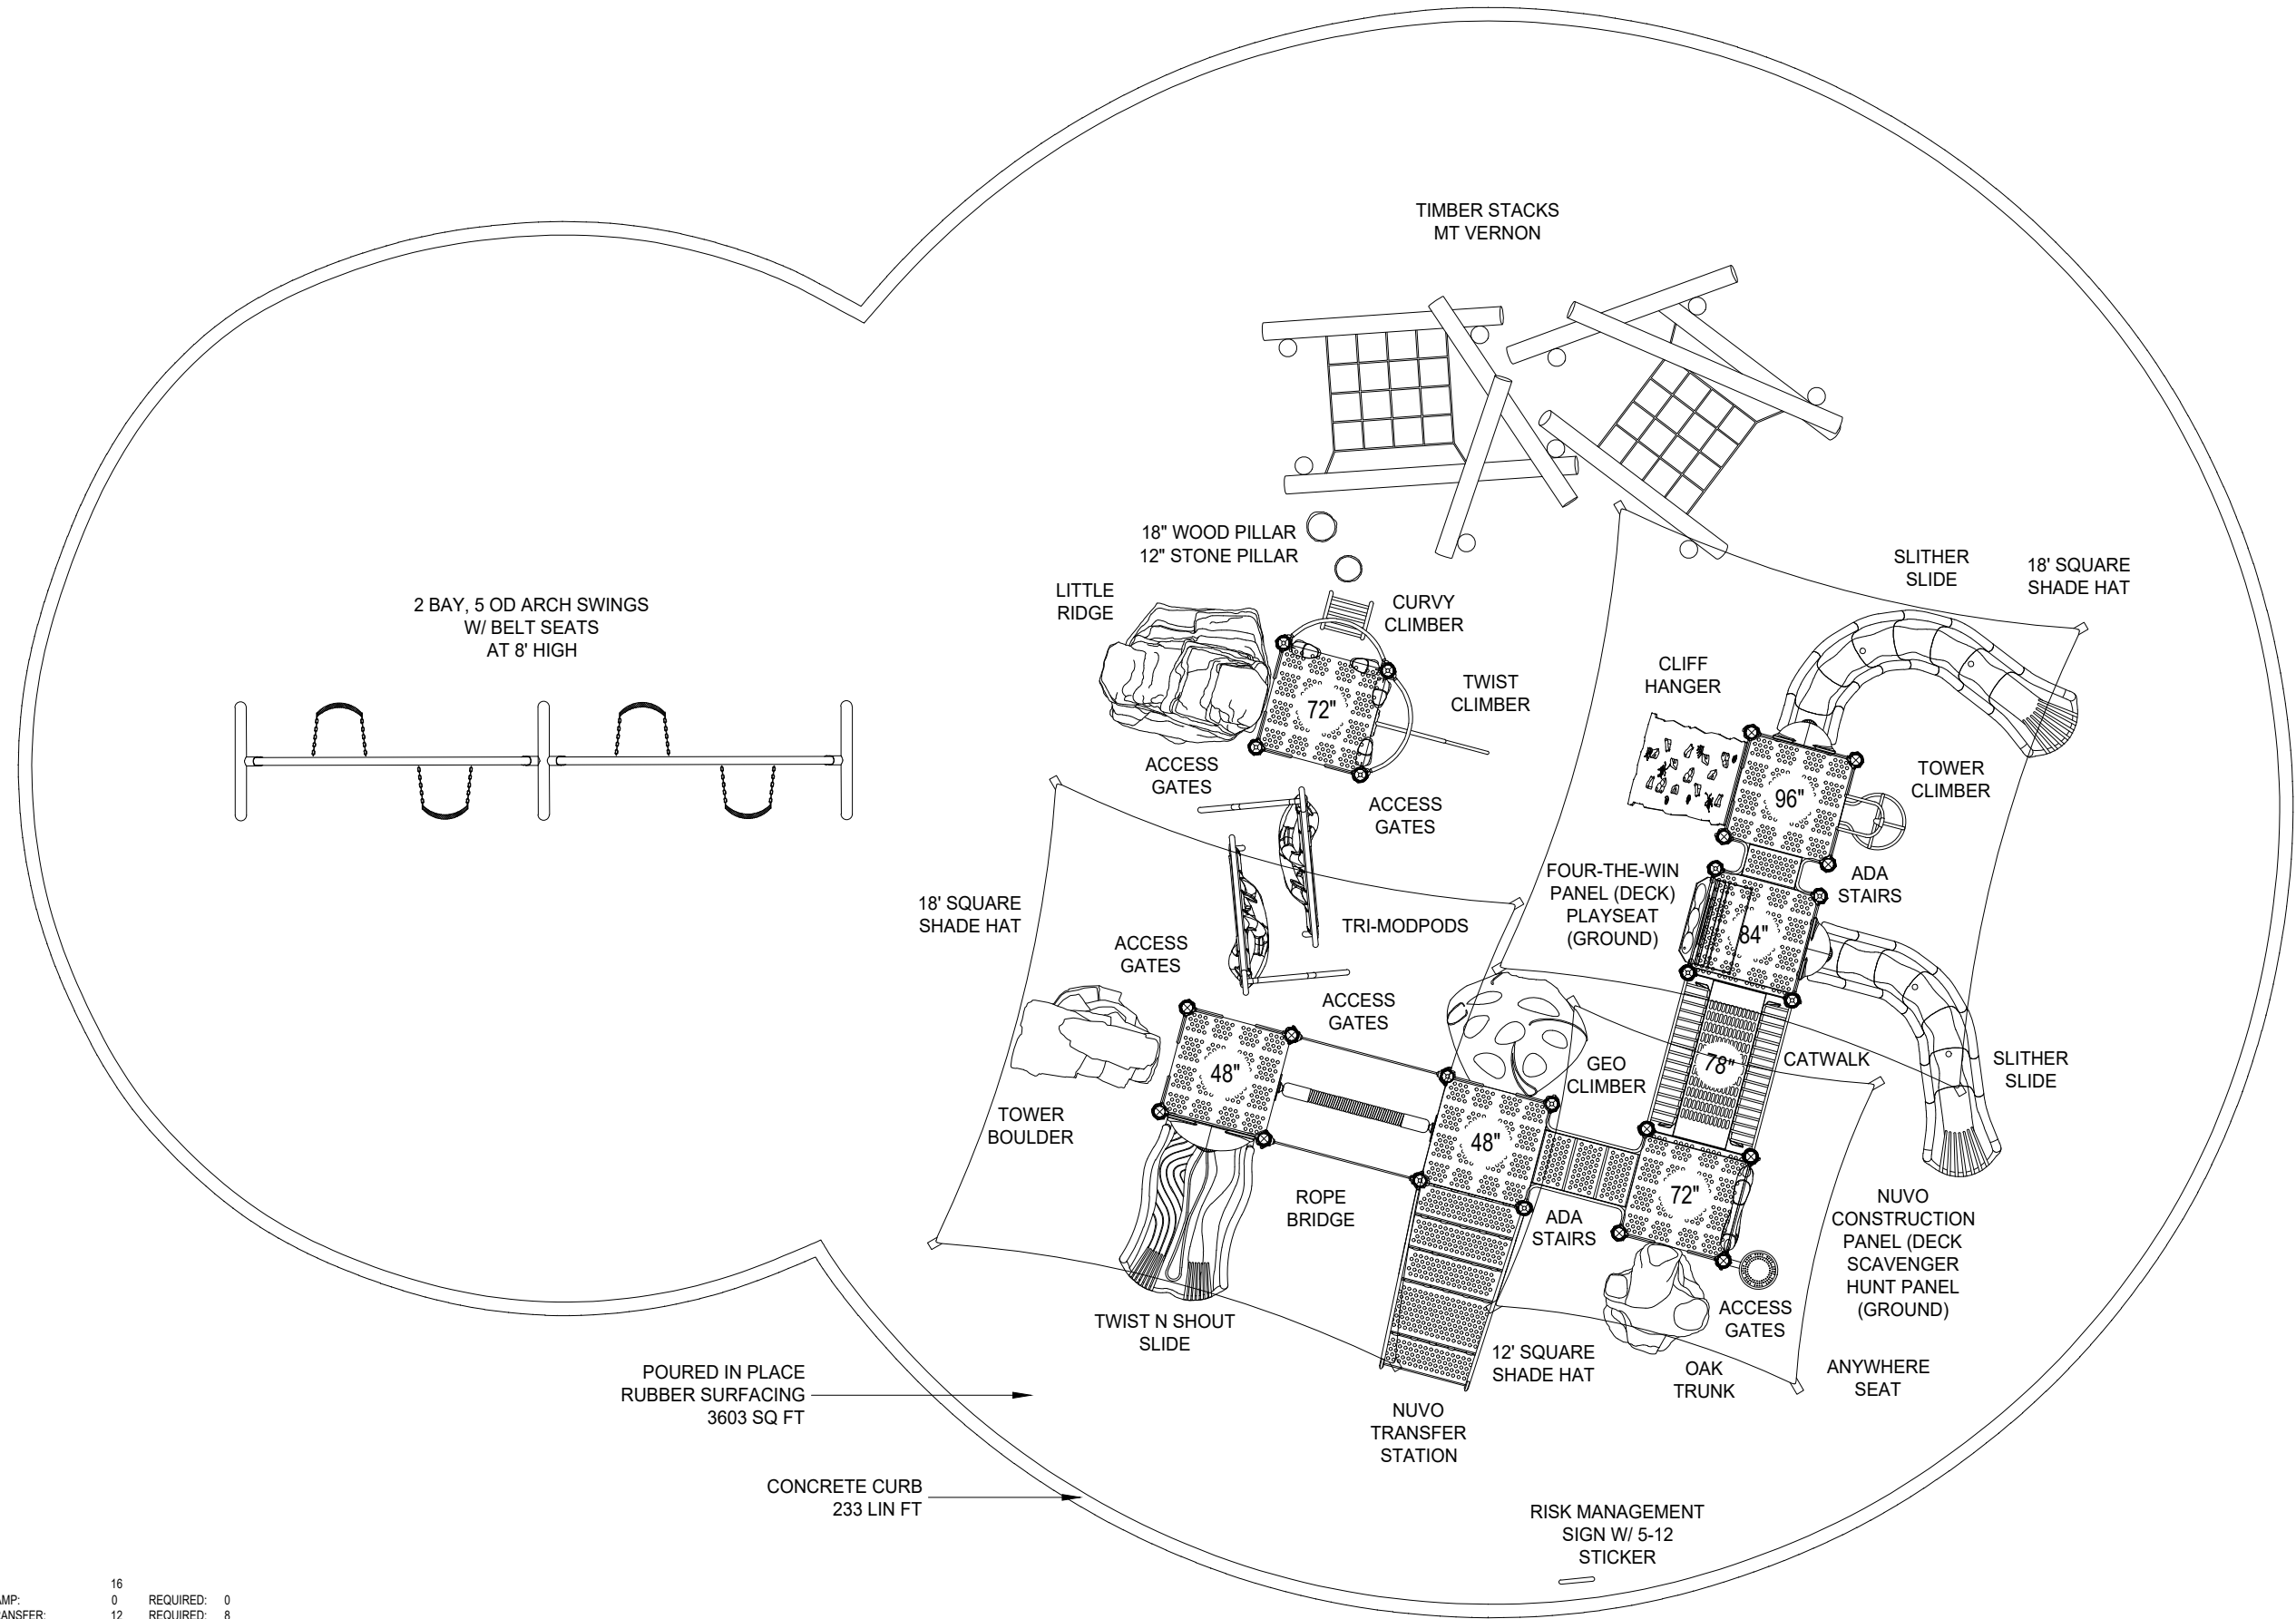 TIMBER STACKS
MT VERNON
18" WOOD PILLAR
12" STONE PILLAR
SLITHER
SLIDE
18' SQUARE
SHADE HAT
LITTLE
RIDGE
CURVY
CLIMBER
2 BAY, 5 OD ARCH SWINGS
W/ BELT SEATS
AT 8' HIGH
CLIFF
HANGER
TWIST
CLIMBER
72"
ACCESS
GATES
TOWER
CLIMBER
96"
ACCESS
GATES
FOUR-THE-WIN
PANEL (DECK)
PLAYSEAT
(GROUND)
ADA
STAIRS
18' SQUARE
SHADE HAT
TRI-MODPODS
84"
ACCESS
GATES
ACCESS
GATES
GEO
CLIMBER
78"
CATWALK
SLITHER
SLIDE
48"
TOWER
BOULDER
48"
72"
ROPE
BRIDGE
ADA
STAIRS
NUVO
CONSTRUCTION
PANEL (DECK
SCAVENGER
HUNT PANEL
(GROUND)
TWIST N SHOUT
SLIDE
ACCESS
GATES
12' SQUARE
SHADE HAT
OAK
TRUNK
ANYWHERE
SEAT
POURED IN PLACE
RUBBER SURFACING
3603 SQ FT
NUVO
TRANSFER
STATION
CONCRETE CURB
233 LIN FT
RISK MANAGEMENT
SIGN W/ 5-12
STICKER
16
AMP: 0 REQUIRED: 0
RANSFER: 12 REQUIRED: 8